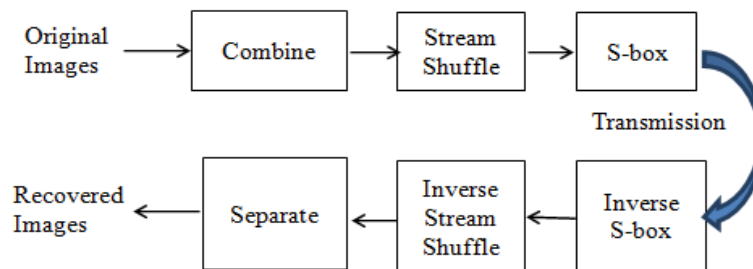 Original
Images
Combine
Stream
Shuffle
S-box
Transmission
Recovered
Images
Separate
Inverse
Stream
Shuffle
Inverse
S-box